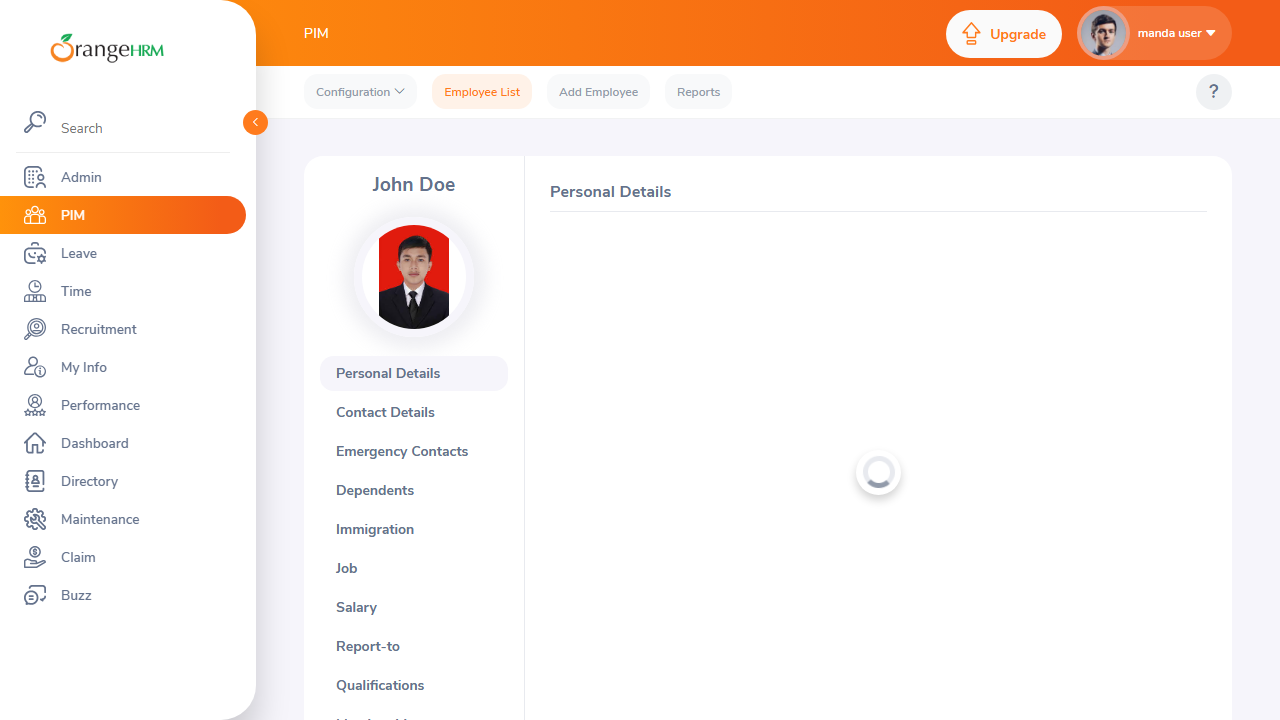 OrangeHRM
PIM
Upgrade
manda user
Configuration
Employee List
Add Employee
Reports
?
Search
Admin
PIM
Leave
Time
Recruitment
My Info
Performance
Dashboard
Directory
Maintenance
Claim
Buzz
John Doe
Personal Details
Contact Details
Emergency Contacts
Dependents
Immigration
Job
Salary
Report-to
Qualifications
Personal Details